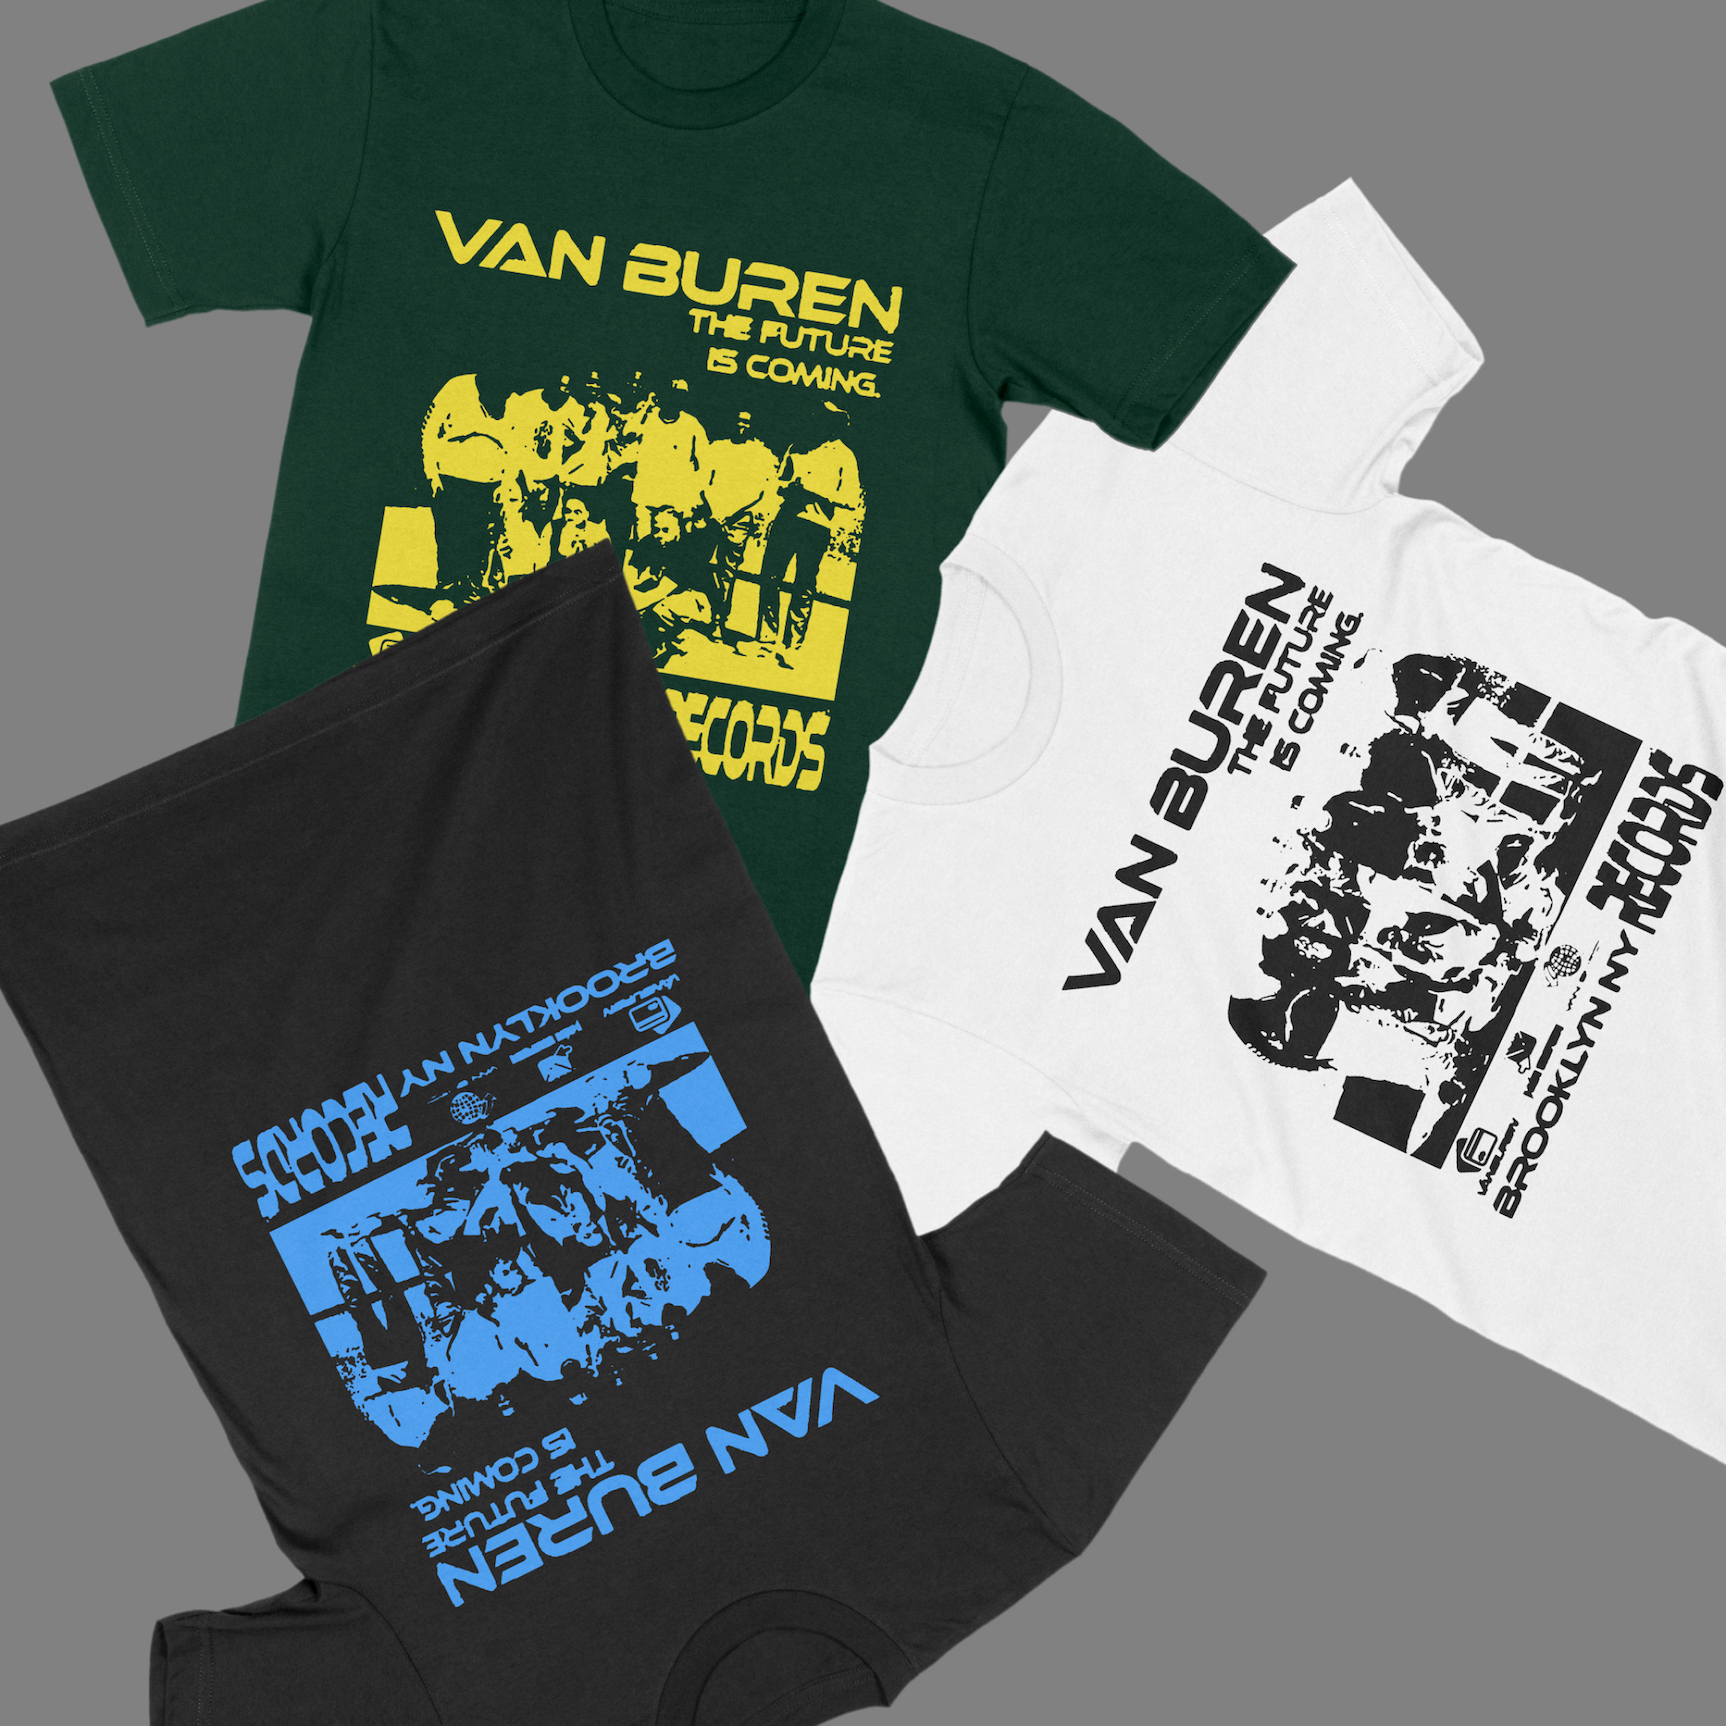 VAN BUREN
THE FUTURE
IS COMING.
RECORDS
VAN BUREN
THE FUTURE
IS COMING.
BROOKLYN NY RECORDS
VAN BUREN
THE FUTURE
IS COMING.
BROOKLYN NY RECORDS